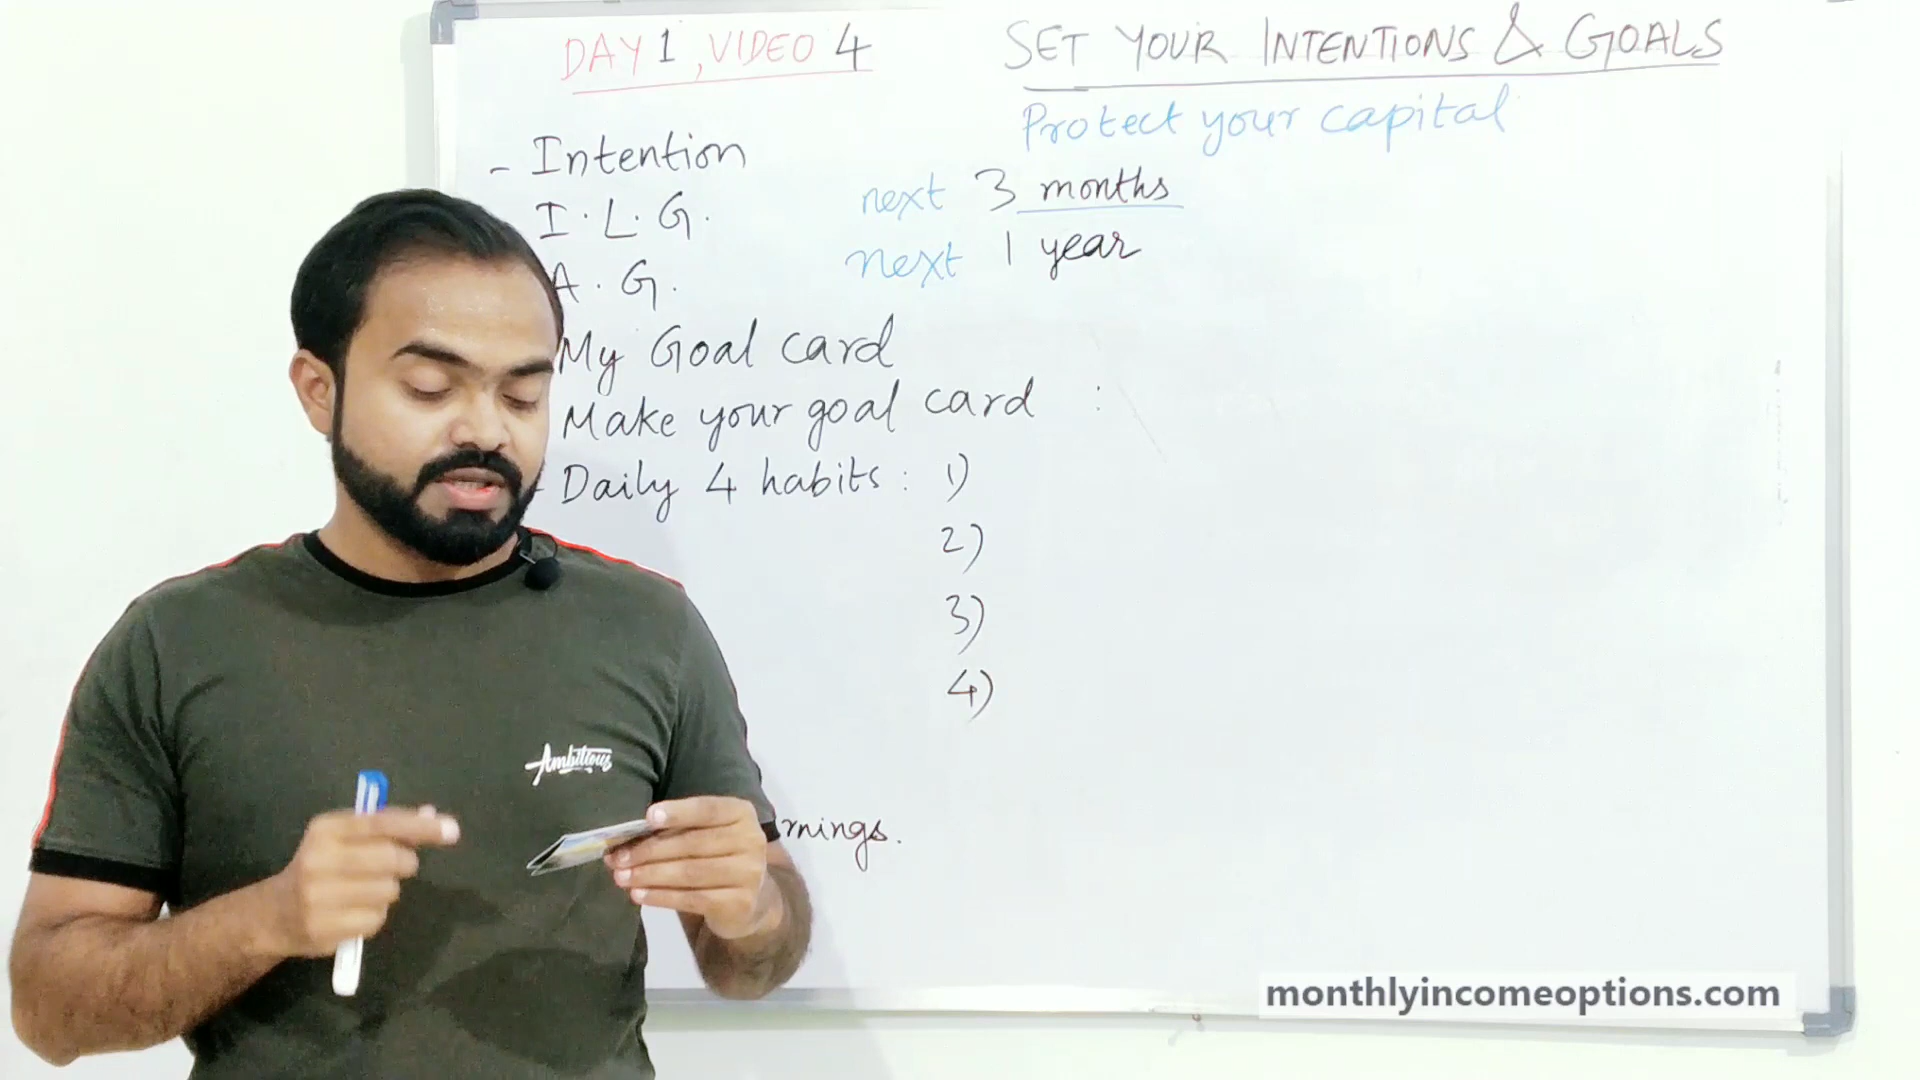 DAY 1, VIDEO 4
SET YOUR INTENTIONS & GOALS
Protect your capital
- Intention
I. L. G. next 3 months
A. G. next 1 year
My Goal card
Make your goal card :
- Daily 4 habits : 1)
2)
3)
4)
Ambitious
rnings.
monthlyincomeoptions.com